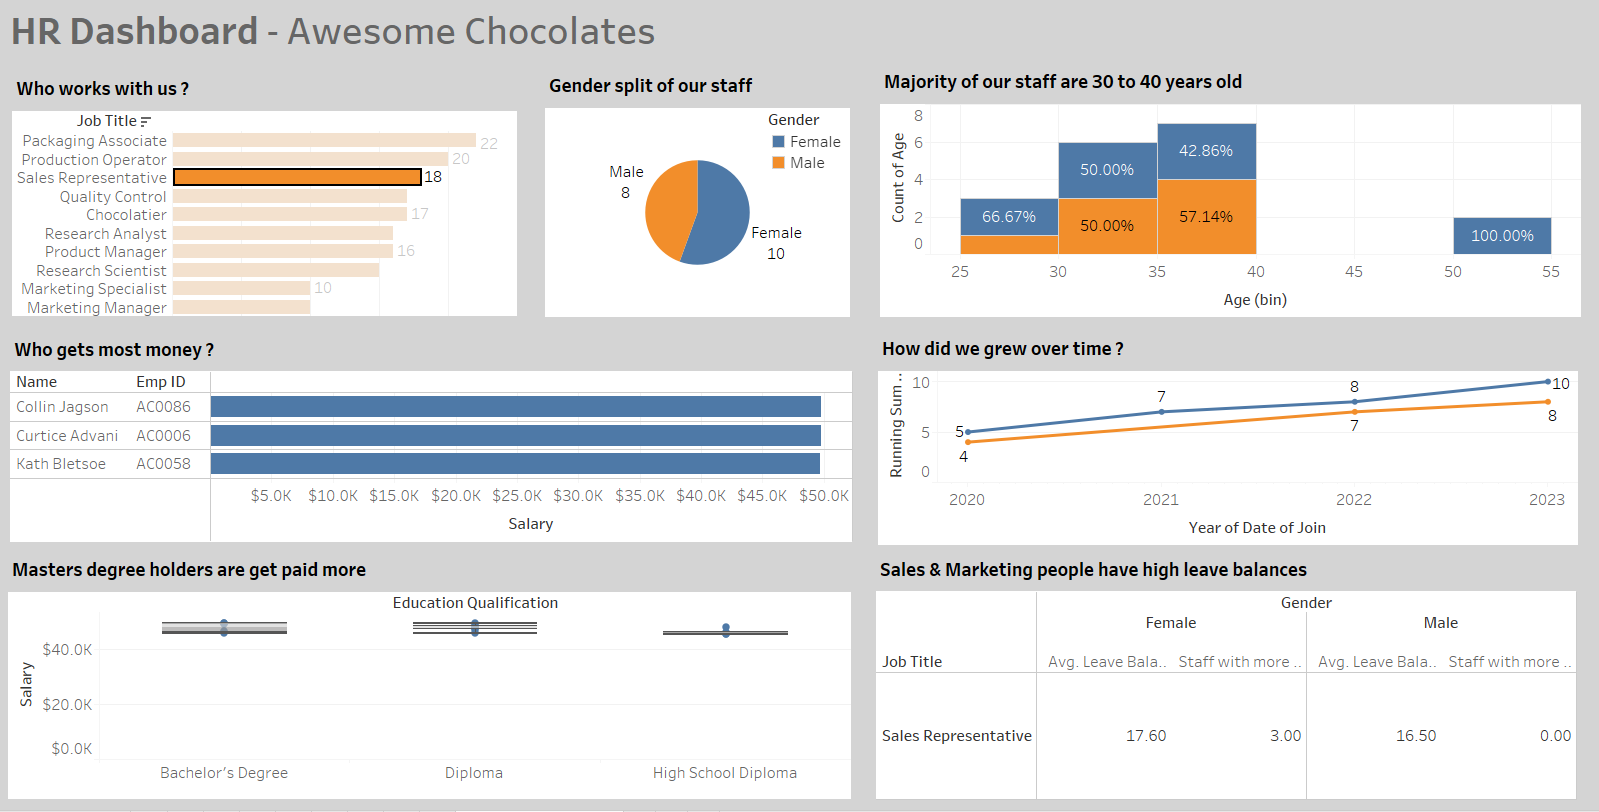 HR Dashboard - Awesome Chocolates
Who works with us ?
Job Title
Packaging Associate 22
Production Operator 20
Sales Representative 18
Quality Control
Chocolatier 17
Research Analyst
Product Manager 16
Research Scientist
Marketing Specialist 10
Marketing Manager
Gender split of our staff
Gender
Female
Male
Male
8
Female
10
Majority of our staff are 30 to 40 years old
Count of Age
8
6
4
2
0
66.67%
50.00%
50.00%
42.86%
57.14%
100.00%
25 30 35 40 45 50 55
Age (bin)
Who gets most money ?
Name Emp ID
Collin Jagson AC0086
Curtice Advani AC0006
Kath Bletsoe AC0058
$5.0K $10.0K $15.0K $20.0K $25.0K $30.0K $35.0K $40.0K $45.0K $50.0K
Salary
How did we grew over time ?
Running Sum ..
10
5
0
5
4
7
8
7
10
8
2020 2021 2022 2023
Year of Date of Join
Masters degree holders are get paid more
Education Qualification
Salary
$40.0K
$20.0K
$0.0K
Bachelor's Degree Diploma High School Diploma
Sales & Marketing people have high leave balances
Gender
Female Male
Job Title Avg. Leave Bala.. Staff with more .. Avg. Leave Bala.. Staff with more ..
Sales Representative 17.60 3.00 16.50 0.00